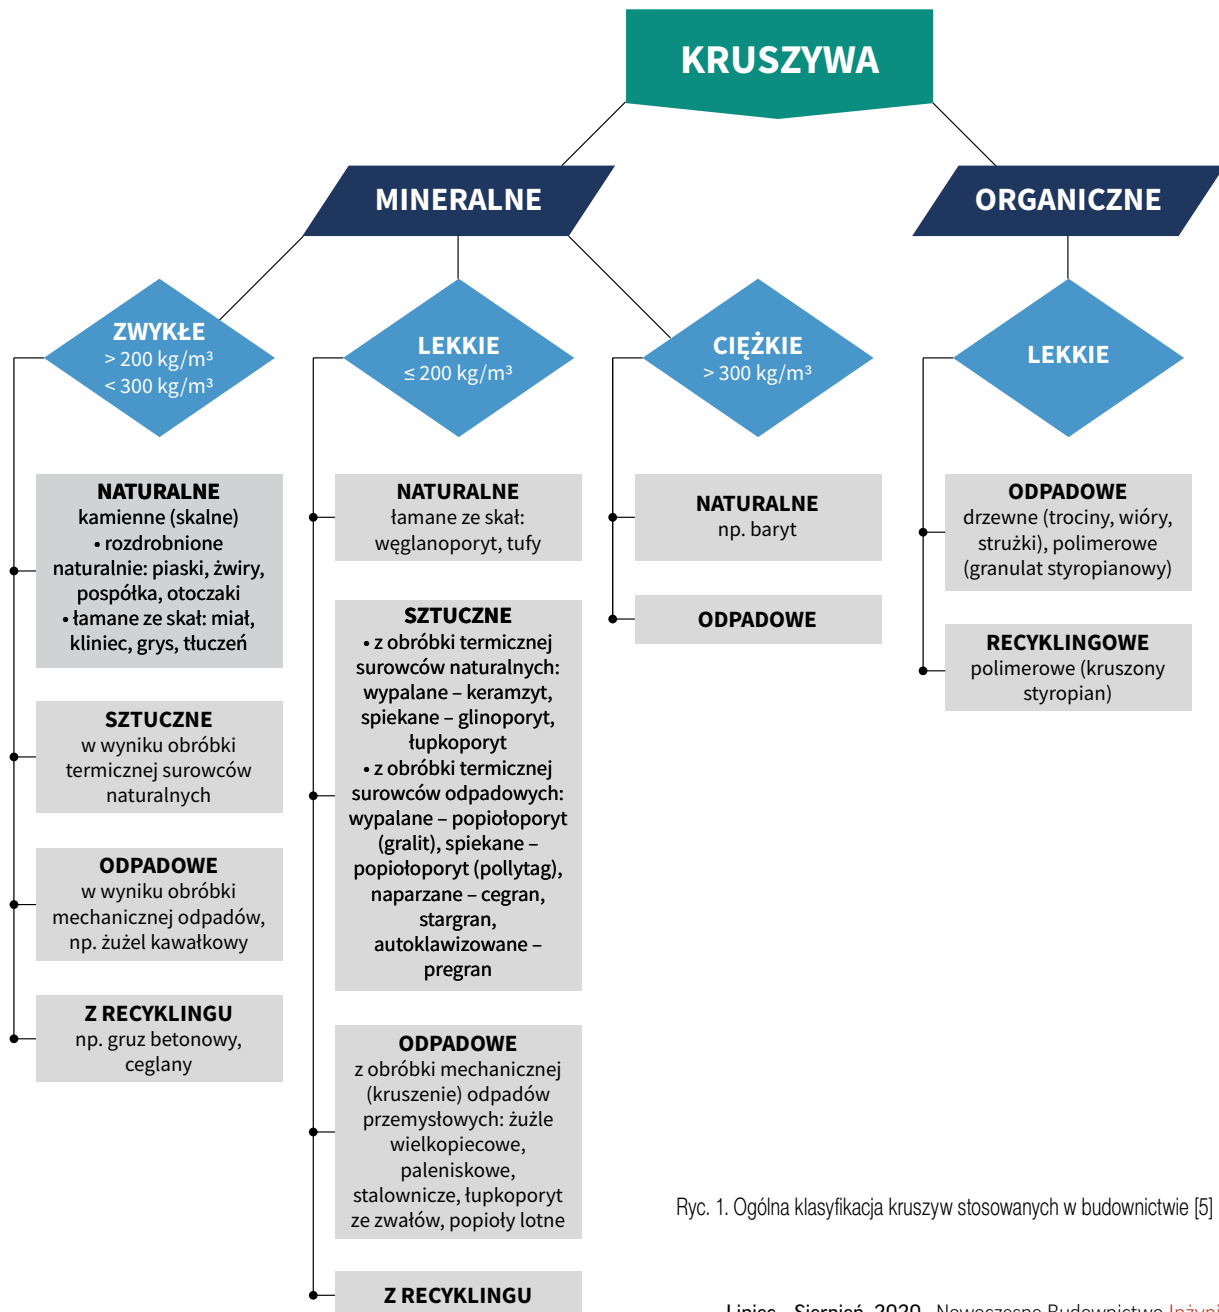 KRUSZYWA
MINERALNE
ORGANICZNE
ZWYKŁE
> 200 kg/m³
< 300 kg/m³
LEKKIE
≤ 200 kg/m³
CIĘŻKIE
> 300 kg/m³
LEKKIE
NATURALNE
kamienne (skalne)
• rozdrobnione
naturalnie: piaski, żwiry,
pospółka, otoczaki
• łamane ze skał: miał,
kliniec, grys, tłuczeń
SZTUCZNE
w wyniku obróbki
termicznej surowców
naturalnych
ODPADOWE
w wyniku obróbki
mechanicznej odpadów,
np. żużel kawałkowy
Z RECYKLINGU
np. gruz betonowy,
ceglany
NATURALNE
łamane ze skał:
węglanoporyt, tufy
SZTUCZNE
• z obróbki termicznej
surowców naturalnych:
wypalane – keramzyt,
spiekane – glinoporyt,
łupkoporyt
• z obróbki termicznej
surowców odpadowych:
wypalane – popiołoporyt
(gralit), spiekane –
popiołoporyt (pollytag),
naparzane – cegran,
stargran,
autoklawizowane –
pregran
ODPADOWE
z obróbki mechanicznej
(kruszenie) odpadów
przemysłowych: żużle
wielkopiecowe,
paleniskowe,
stalownicze, łupkoporyt
ze zwałów, popioły lotne
Z RECYKLINGU
NATURALNE
np. baryt
ODPADOWE
ODPADOWE
drzewne (trociny, wióry,
strużki), polimerowe
(granulat styropianowy)
RECYKLINGOWE
polimerowe (kruszony
styropian)
Ryc. 1. Ogólna klasyfikacja kruszyw stosowanych w budownictwie [5]